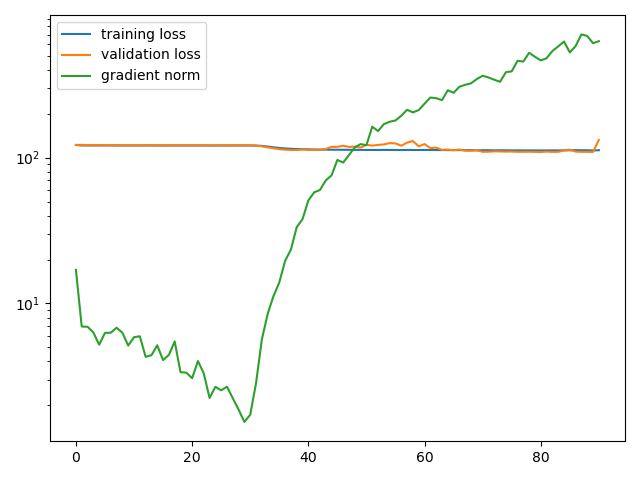 training loss
validation loss
gradient norm
10²
10¹
0 20 40 60 80